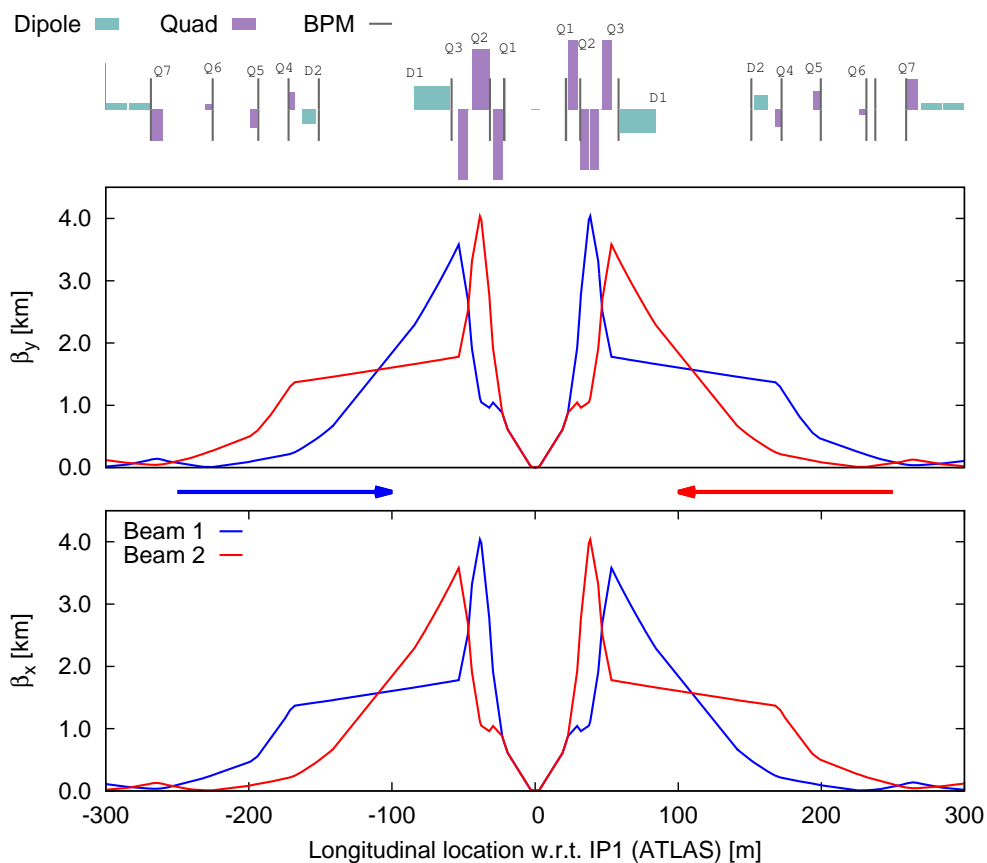 Dipole Quad BPM
Q7 Q6 Q5 Q4 D2 D1 Q3 Q2 Q1 Q1 Q2 Q3 D1 D2 Q4 Q5 Q6 Q7
4.0
3.0
2.0
1.0
0.0
βy [km]
Beam 1
Beam 2
4.0
3.0
2.0
1.0
0.0
βx [km]
-300 -200 -100 0 100 200 300
Longitudinal location w.r.t. IP1 (ATLAS) [m]